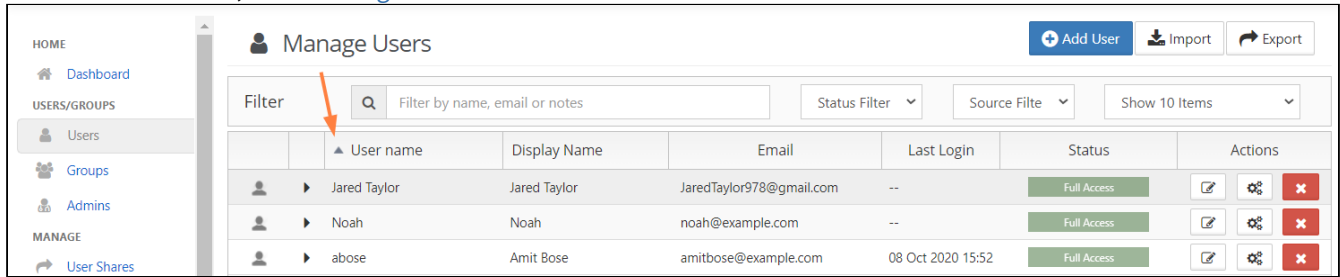 HOME
Dashboard
USERS/GROUPS
Users
Groups
Admins
MANAGE
User Shares
Manage Users
Add User
Import
Export
Filter
Filter by name, email or notes
Status Filter
Source Filte
Show 10 Items
User name Display Name Email Last Login Status Actions
Jared Taylor Jared Taylor JaredTaylor978@gmail.com -- Full Access
Noah Noah noah@example.com -- Full Access
abose Amit Bose amitbose@example.com 08 Oct 2020 15:52 Full Access